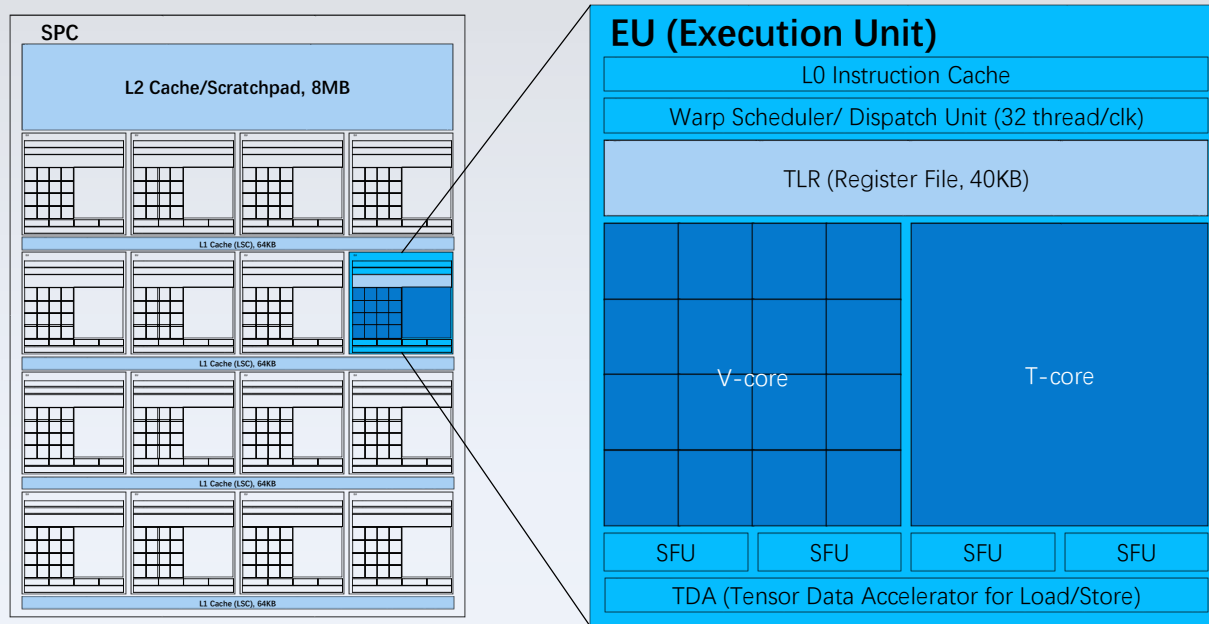 SPC
L2 Cache/Scratchpad, 8MB
L1 Cache (LSC), 64KB
L1 Cache (LSC), 64KB
L1 Cache (LSC), 64KB
L1 Cache (LSC), 64KB
EU (Execution Unit)
L0 Instruction Cache
Warp Scheduler/ Dispatch Unit (32 thread/clk)
TLR (Register File, 40KB)
V-core
T-core
SFU
SFU
SFU
SFU
TDA (Tensor Data Accelerator for Load/Store)